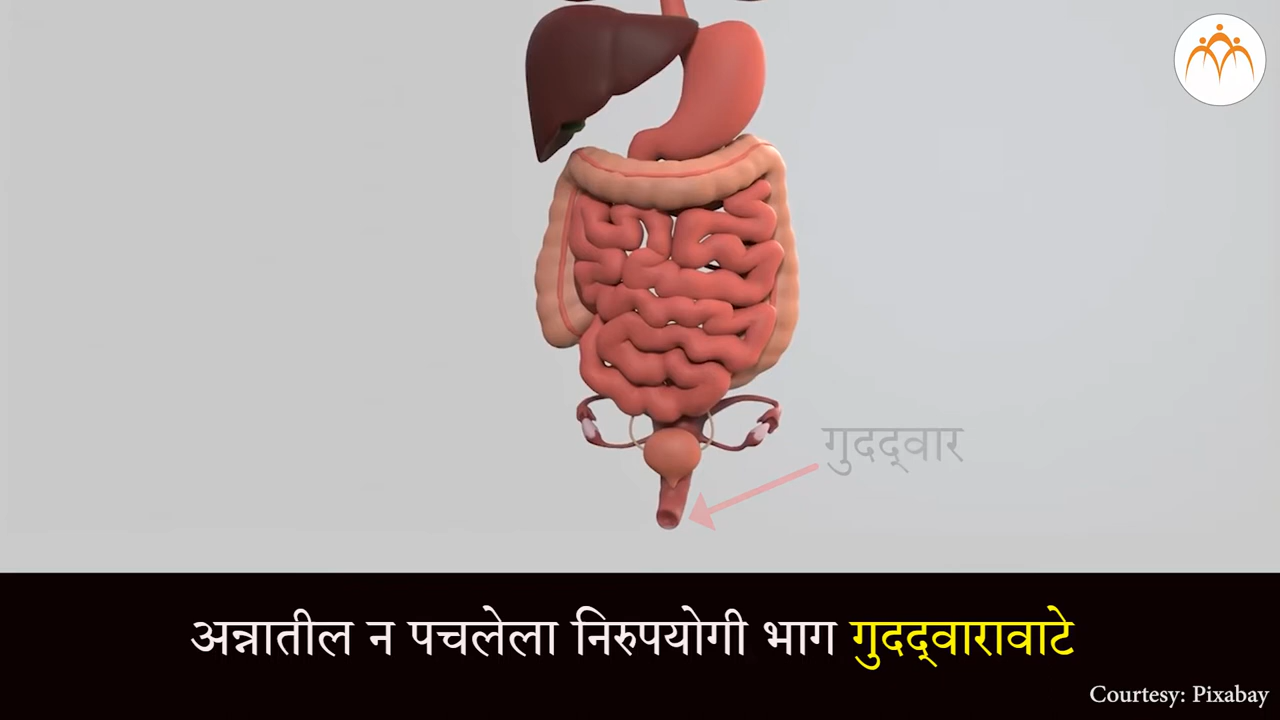 गुदद्‌वार
अन्नातील न पचलेला निरुपयोगी भाग गुदद्‌वारावाटे
Courtesy: Pixabay